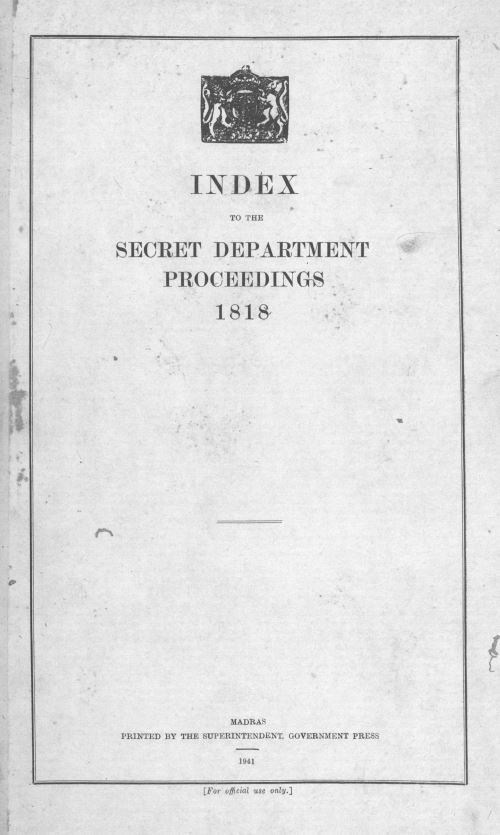 INDEX
TO THE
SECRET DEPARTMENT
PROCEEDINGS
1818
MADRAS
PRINTED BY THE SUPERINTENDENT, GOVERNMENT PRESS
1941
[For official use only.]